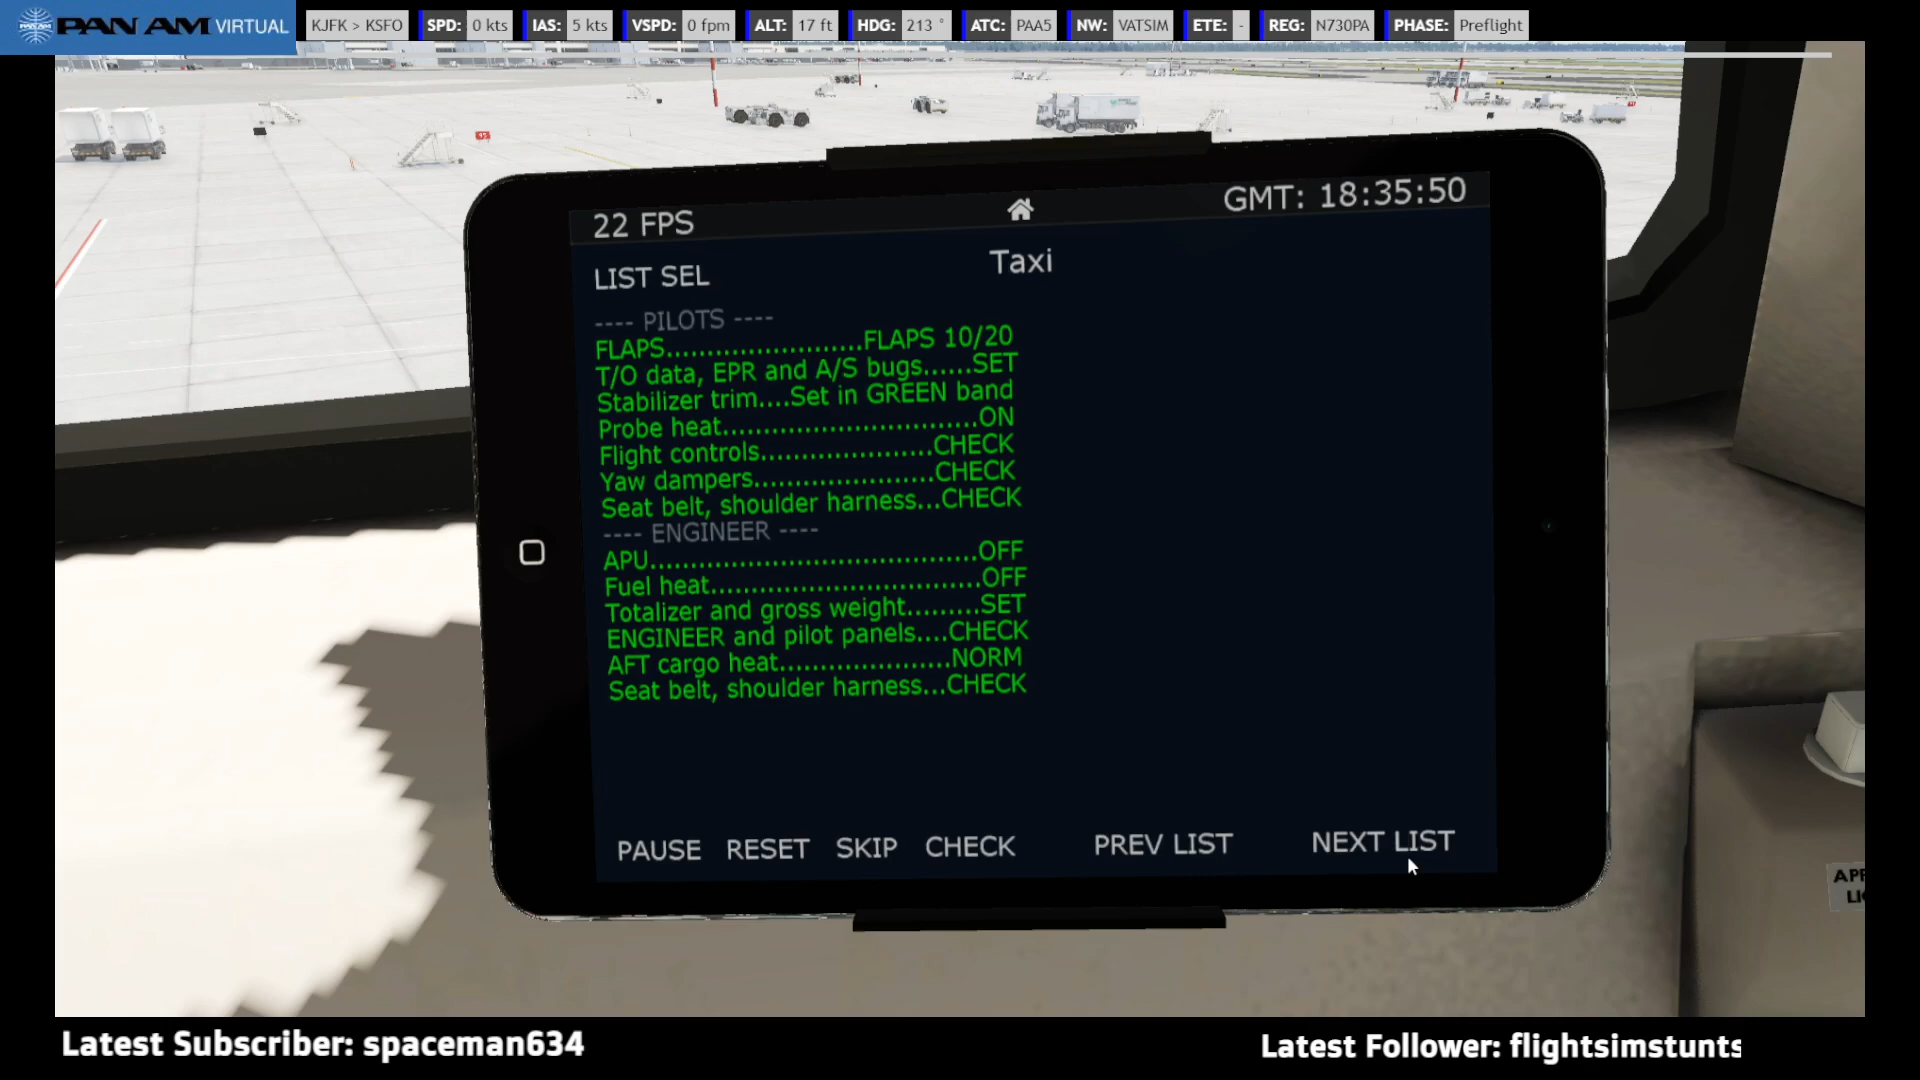 PAN AM VIRTUAL
KJFK > KSFO SPD: 0 kts IAS: 5 kts VSPD: 0 fpm ALT: 17 ft HDG: 213 ° ATC: PAA5 NW: VATSIM ETE: - REG: N730PA PHASE: Preflight
22 FPS GMT: 18:35:50
LIST SEL Taxi
---- PILOTS ----
FLAPS........................FLAPS 10/20
T/O data, EPR and A/S bugs......SET
Stabilizer trim....Set in GREEN band
Probe heat...............................ON
Flight controls.....................CHECK
Yaw dampers......................CHECK
Seat belt, shoulder harness...CHECK
---- ENGINEER ----
APU........................................OFF
Fuel heat.................................OFF
Totalizer and gross weight.........SET
ENGINEER and pilot panels....CHECK
AFT cargo heat.....................NORM
Seat belt, shoulder harness...CHECK
PAUSE RESET SKIP CHECK PREV LIST NEXT LIST
Latest Subscriber: spaceman634
Latest Follower: flightsimstunts